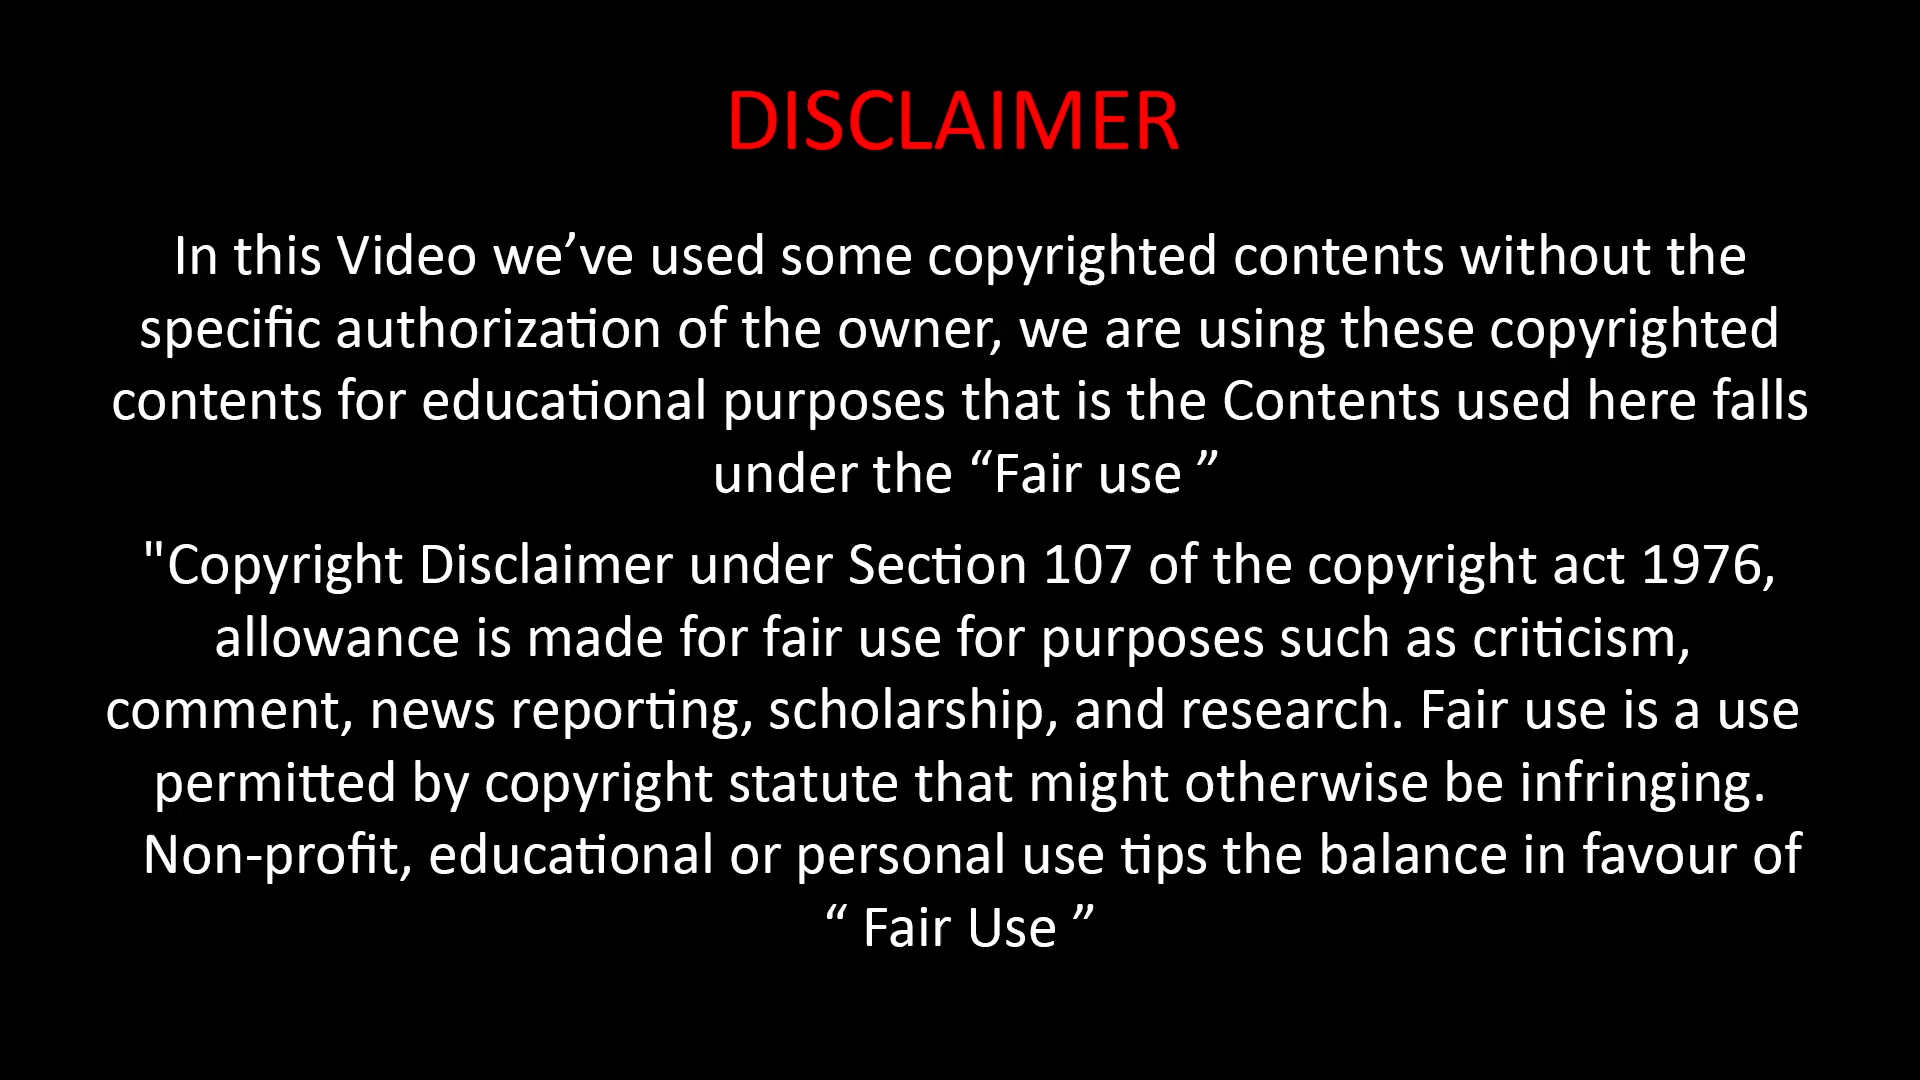 DISCLAIMER
In this Video we’ve used some copyrighted contents without the
specific authorization of the owner, we are using these copyrighted
contents for educational purposes that is the Contents used here falls
under the “Fair use ”
"Copyright Disclaimer under Section 107 of the copyright act 1976,
allowance is made for fair use for purposes such as criticism,
comment, news reporting, scholarship, and research. Fair use is a use
permitted by copyright statute that might otherwise be infringing.
Non-profit, educational or personal use tips the balance in favour of
“ Fair Use ”